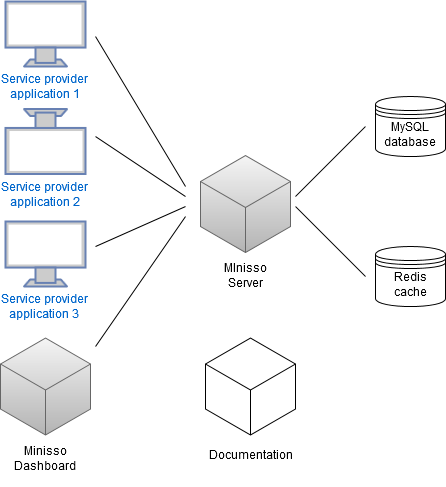 Service provider
application 1
MySQL
database
Service provider
application 2
MInisso
Server
Redis
cache
Service provider
application 3
Minisso
Dashboard
Documentation